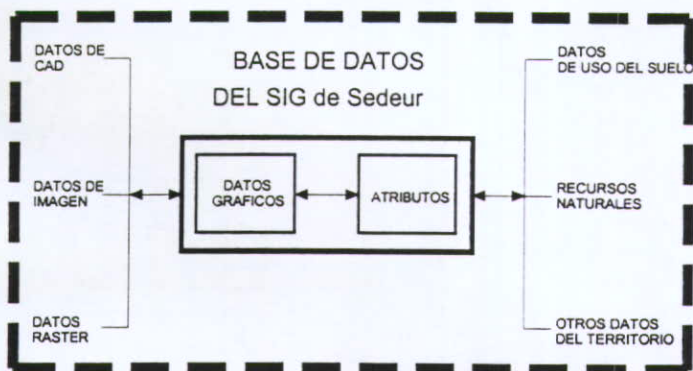 DATOS DE
CAD
BASE DE DATOS
DEL SIG de Sedeur
DATOS
DE USO DEL SUELO
DATOS DE
IMAGEN
DATOS
GRAFICOS
ATRIBUTOS
RECURSOS
NATURALES
DATOS
RASTER
OTROS DATOS
DEL TERRITORIO